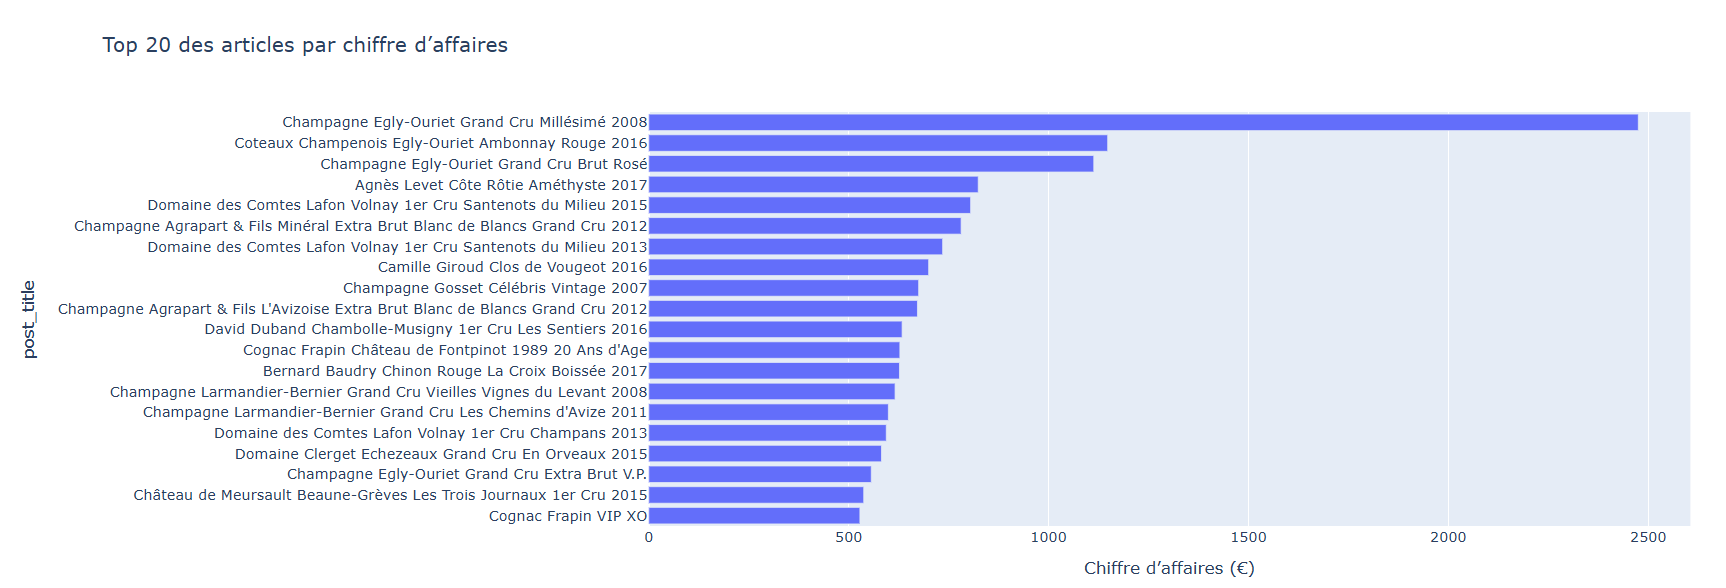 Top 20 des articles par chiffre d’affaires
post_title
Champagne Egly-Ouriet Grand Cru Millésimé 2008
Coteaux Champenois Egly-Ouriet Ambonnay Rouge 2016
Champagne Egly-Ouriet Grand Cru Brut Rosé
Agnès Levet Côte Rôtie Améthyste 2017
Domaine des Comtes Lafon Volnay 1er Cru Santenots du Milieu 2015
Champagne Agrapart & Fils Minéral Extra Brut Blanc de Blancs Grand Cru 2012
Domaine des Comtes Lafon Volnay 1er Cru Santenots du Milieu 2013
Camille Giroud Clos de Vougeot 2016
Champagne Gosset Célébris Vintage 2007
Champagne Agrapart & Fils L'Avizoise Extra Brut Blanc de Blancs Grand Cru 2012
David Duband Chambolle-Musigny 1er Cru Les Sentiers 2016
Cognac Frapin Château de Fontpinot 1989 20 Ans d'Age
Bernard Baudry Chinon Rouge La Croix Boissée 2017
Champagne Larmandier-Bernier Grand Cru Vieilles Vignes du Levant 2008
Champagne Larmandier-Bernier Grand Cru Les Chemins d'Avize 2011
Domaine des Comtes Lafon Volnay 1er Cru Champans 2013
Domaine Clerget Echezeaux Grand Cru En Orveaux 2015
Champagne Egly-Ouriet Grand Cru Extra Brut V.P.
Château de Meursault Beaune-Grèves Les Trois Journaux 1er Cru 2015
Cognac Frapin VIP XO
0 500 1000 1500 2000 2500
Chiffre d’affaires (€)